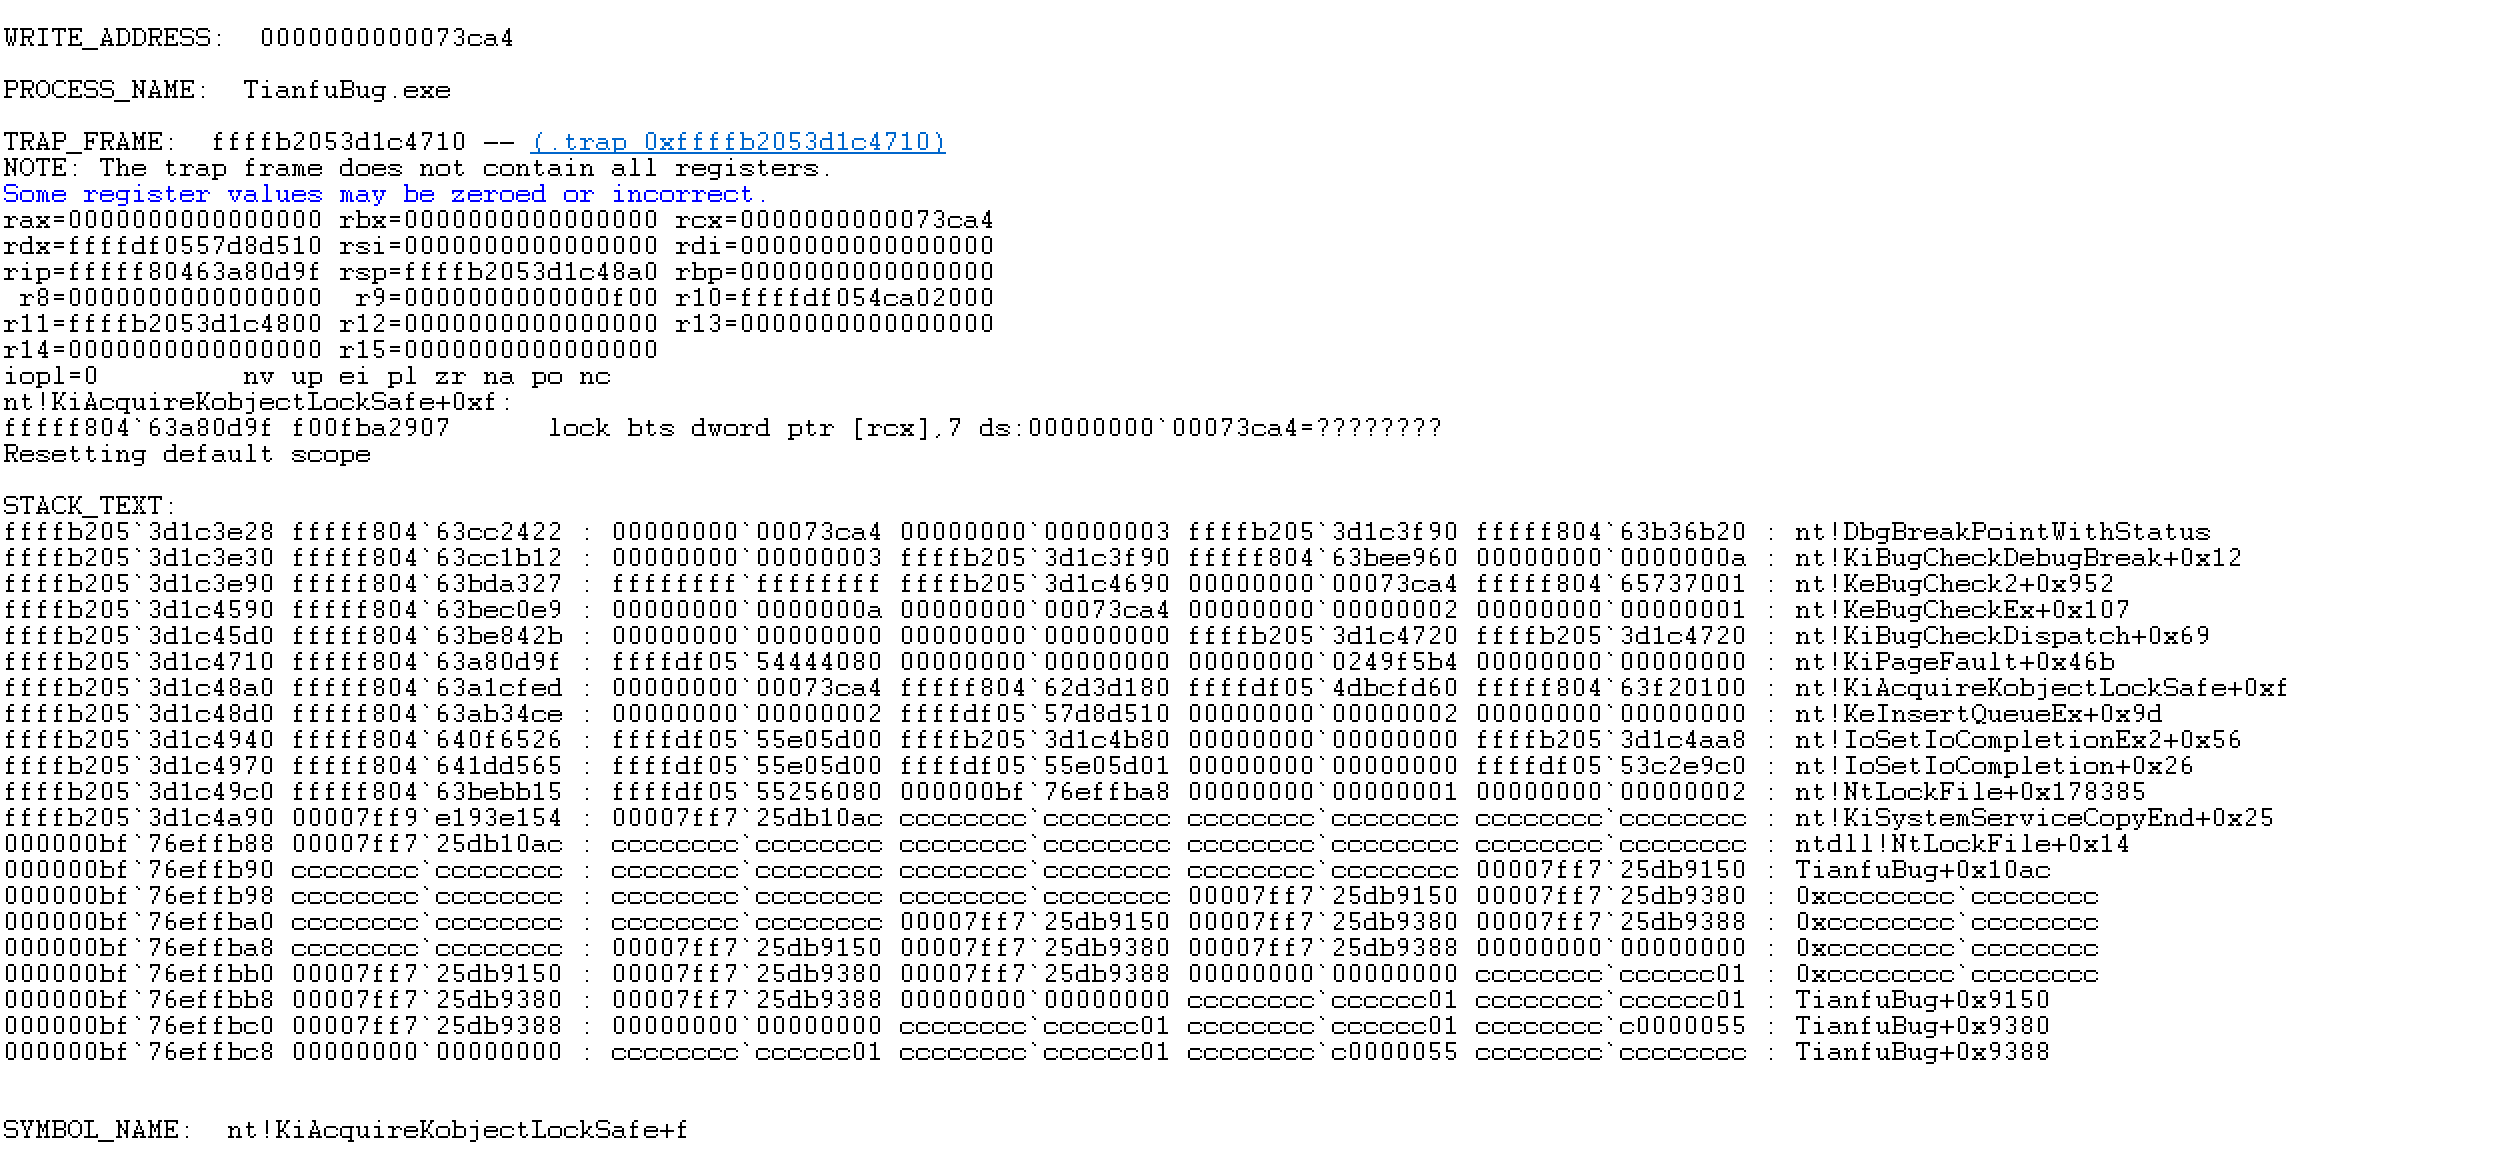 WRITE_ADDRESS:  0000000000073ca4
PROCESS_NAME:  TianfuBug.exe
TRAP_FRAME:  ffffb2053d1c4710 -- (.trap 0xffffb2053d1c4710)
NOTE: The trap frame does not contain all registers.
Some register values may be zeroed or incorrect.
rax=0000000000000000 rbx=0000000000000000 rcx=0000000000073ca4
rdx=ffffdf0557d8d510 rsi=0000000000000000 rdi=0000000000000000
rip=fffff80463a80d9f rsp=ffffb2053d1c48a0 rbp=0000000000000000
 r8=0000000000000000  r9=0000000000000f00 r10=ffffdf054ca02000
r11=ffffb2053d1c4800 r12=0000000000000000 r13=0000000000000000
r14=0000000000000000 r15=0000000000000000
iopl=0         nv up ei pl zr na po nc
nt!KiAcquireKobjectLockSafe+0xf:
fffff804`63a80d9f f00fba2907      lock bts dword ptr [rcx],7 ds:00000000`00073ca4=????????
Resetting default scope
STACK_TEXT:
ffffb205`3d1c3e28 fffff804`63cc2422 : 00000000`00073ca4 00000000`00000003 ffffb205`3d1c3f90 fffff804`63b36b20 : nt!DbgBreakPointWithStatus
ffffb205`3d1c3e30 fffff804`63cc1b12 : 00000000`00000003 ffffb205`3d1c3f90 fffff804`63bee960 00000000`0000000a : nt!KiBugCheckDebugBreak+0x12
ffffb205`3d1c3e90 fffff804`63bda327 : ffffffff`ffffffff ffffb205`3d1c4690 00000000`00073ca4 fffff804`65737001 : nt!KeBugCheck2+0x952
ffffb205`3d1c4590 fffff804`63bec0e9 : 00000000`0000000a 00000000`00073ca4 00000000`00000002 00000000`00000001 : nt!KeBugCheckEx+0x107
ffffb205`3d1c45d0 fffff804`63be842b : 00000000`00000000 00000000`00000000 ffffb205`3d1c4720 ffffb205`3d1c4720 : nt!KiBugCheckDispatch+0x69
ffffb205`3d1c4710 fffff804`63a80d9f : ffffdf05`54444080 00000000`00000000 00000000`0249f5b4 00000000`00000000 : nt!KiPageFault+0x46b
ffffb205`3d1c48a0 fffff804`63a1cfed : 00000000`00073ca4 fffff804`62d3d180 ffffdf05`4dbcfd60 fffff804`63f20100 : nt!KiAcquireKobjectLockSafe+0xf
ffffb205`3d1c48d0 fffff804`63ab34ce : 00000000`00000002 ffffdf05`57d8d510 00000000`00000002 00000000`00000000 : nt!KeInsertQueueEx+0x9d
ffffb205`3d1c4940 fffff804`640f6526 : ffffdf05`55e05d00 ffffb205`3d1c4b80 00000000`00000000 ffffb205`3d1c4aa8 : nt!IoSetIoCompletionEx2+0x56
ffffb205`3d1c4970 fffff804`641dd565 : ffffdf05`55e05d00 ffffdf05`55e05d01 00000000`00000000 ffffdf05`53c2e9c0 : nt!IoSetIoCompletion+0x26
ffffb205`3d1c49c0 fffff804`63bebb15 : ffffdf05`55256080 000000bf`76effba8 00000000`00000001 00000000`00000002 : nt!NtLockFile+0x178385
ffffb205`3d1c4a90 00007ff9`e193e154 : 00007ff7`25db10ac cccccccc`cccccccc cccccccc`cccccccc cccccccc`cccccccc : nt!KiSystemServiceCopyEnd+0x25
000000bf`76effb88 00007ff7`25db10ac : cccccccc`cccccccc cccccccc`cccccccc cccccccc`cccccccc cccccccc`cccccccc : ntdll!NtLockFile+0x14
000000bf`76effb90 cccccccc`cccccccc : cccccccc`cccccccc cccccccc`cccccccc cccccccc`cccccccc 00007ff7`25db9150 : TianfuBug+0x10ac
000000bf`76effb98 cccccccc`cccccccc : cccccccc`cccccccc cccccccc`cccccccc 00007ff7`25db9150 00007ff7`25db9380 : 0xcccccccc`cccccccc
000000bf`76effba0 cccccccc`cccccccc : cccccccc`cccccccc 00007ff7`25db9150 00007ff7`25db9380 00007ff7`25db9388 : 0xcccccccc`cccccccc
000000bf`76effba8 cccccccc`cccccccc : 00007ff7`25db9150 00007ff7`25db9380 00007ff7`25db9388 00000000`00000000 : 0xcccccccc`cccccccc
000000bf`76effbb0 00007ff7`25db9150 : 00007ff7`25db9380 00007ff7`25db9388 00000000`00000000 cccccccc`cccccc01 : 0xcccccccc`cccccccc
000000bf`76effbb8 00007ff7`25db9380 : 00007ff7`25db9388 00000000`00000000 cccccccc`cccccc01 cccccccc`cccccc01 : TianfuBug+0x9150
000000bf`76effbc0 00007ff7`25db9388 : 00000000`00000000 cccccccc`cccccc01 cccccccc`cccccc01 cccccccc`c0000055 : TianfuBug+0x9380
000000bf`76effbc8 00000000`00000000 : cccccccc`cccccc01 cccccccc`cccccc01 cccccccc`c0000055 cccccccc`cccccccc : TianfuBug+0x9388
SYMBOL_NAME:  nt!KiAcquireKobjectLockSafe+f